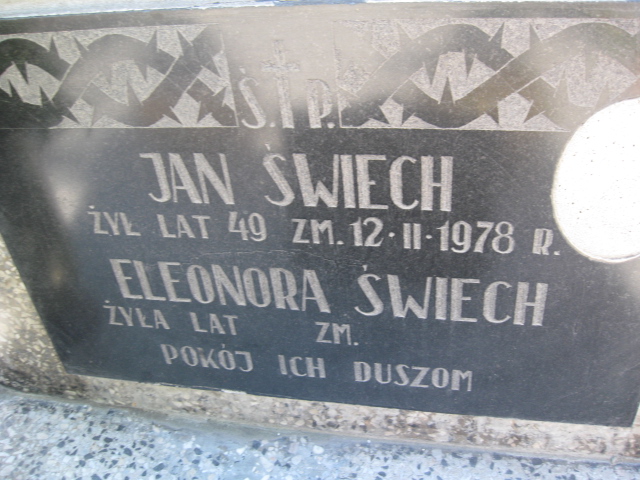 Ś.†P.
JAN ŚWIECH
ŻYŁ LAT 49 ZM. 12·II·1978 R.
ELEONORA ŚWIECH
ŻYŁA LAT ZM.
POKÓJ ICH DUSZOM